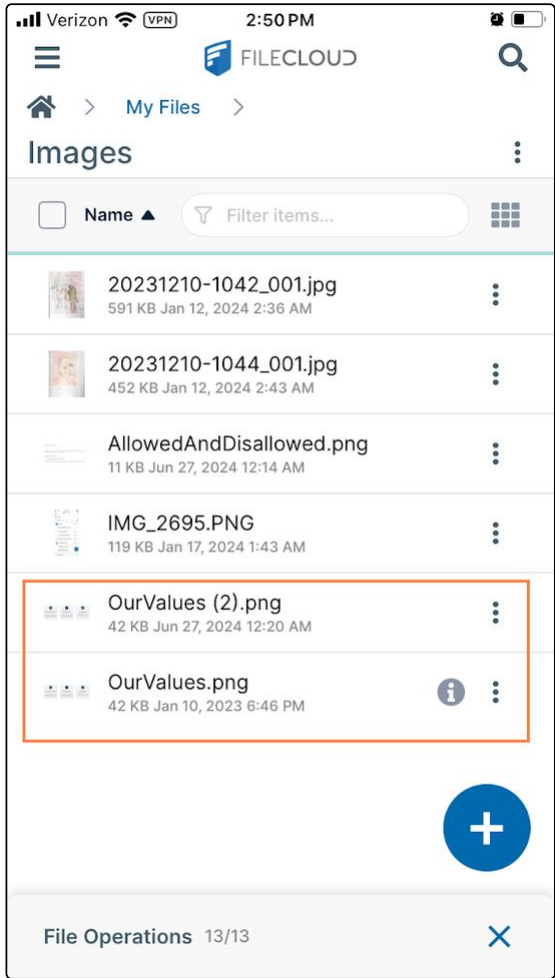 Verizon VPN 2:50 PM
FILECLOUD
> My Files >
Images
Name ▲ Filter items...
20231210-1042_001.jpg
591 KB Jan 12, 2024 2:36 AM
20231210-1044_001.jpg
452 KB Jan 12, 2024 2:43 AM
AllowedAndDisallowed.png
11 KB Jun 27, 2024 12:14 AM
IMG_2695.PNG
119 KB Jan 17, 2024 1:43 AM
OurValues (2).png
42 KB Jun 27, 2024 12:20 AM
OurValues.png
42 KB Jan 10, 2023 6:46 PM
File Operations 13/13